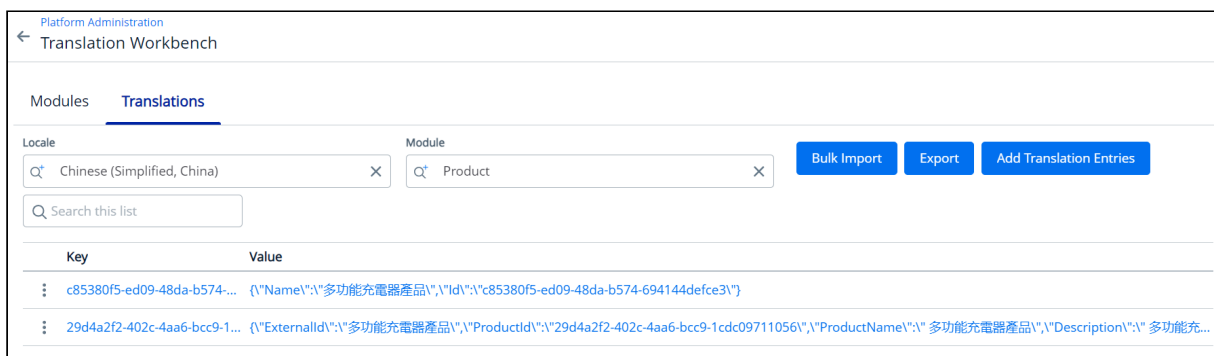 Platform Administration
Translation Workbench
Modules Translations
Locale Module
Chinese (Simplified, China) Product Bulk Import Export Add Translation Entries
Search this list
Key Value
c85380f5-ed09-48da-b574-... {\"Name\":\"多功能充電器產品\",\"Id\":\"c85380f5-ed09-48da-b574-694144defce3\"}
29d4a2f2-402c-4aa6-bcc9-1... {\"ExternalId\":\"多功能充電器產品\",\"ProductId\":\"29d4a2f2-402c-4aa6-bcc9-1cdc09711056\",\"ProductName\":\" 多功能充電器產品\",\"Description\":\" 多功能充...